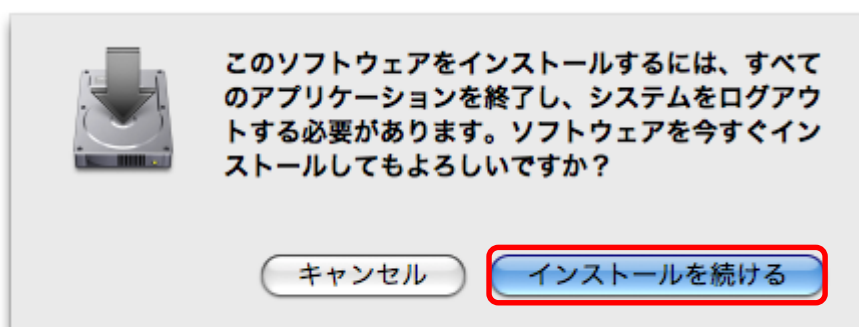 このソフトウェアをインストールするには、すべて
のアプリケーションを終了し、システムをログアウ
トする必要があります。ソフトウェアを今すぐイン
ストールしてもよろしいですか？
キャンセル
インストールを続ける